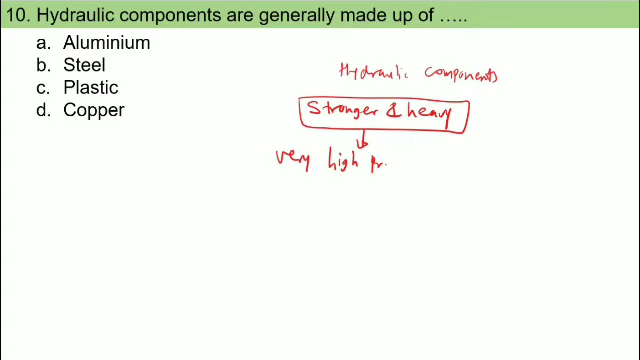 10. Hydraulic components are generally made up of …..
a. Aluminium
b. Steel
c. Plastic
d. Copper
Hydraulic components
Stronger & heavy
very high pr.